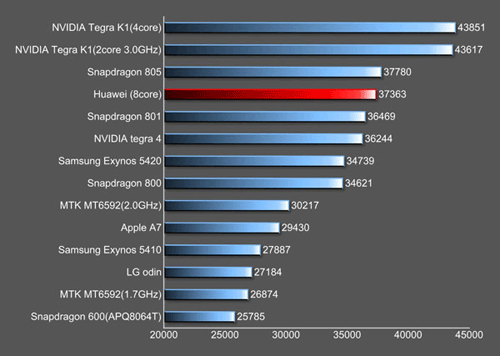 NVIDIA Tegra K1(4core) 43851
NVIDIA Tegra K1(2core 3.0GHz) 43617
Snapdragon 805 37780
Huawei (8core) 37363
Snapdragon 801 36469
NVIDIA tegra 4 36244
Samsung Exynos 5420 34739
Snapdragon 800 34621
MTK MT6592(2.0GHz) 30217
Apple A7 29430
Samsung Exynos 5410 27887
LG odin 27184
MTK MT6592(1.7GHz) 26874
Snapdragon 600(APQ8064T) 25785
20000 25000 30000 35000 40000 45000